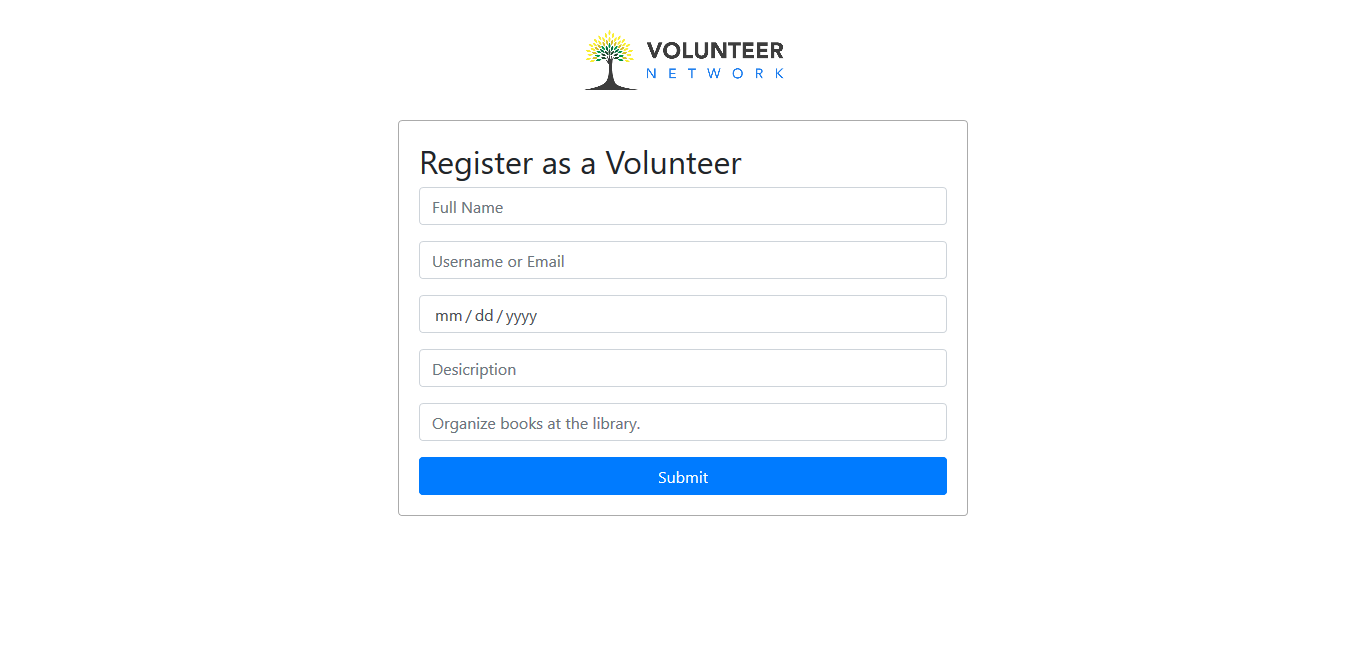 VOLUNTEER
NETWORK
Register as a Volunteer
Full Name
Username or Email
mm/dd/yyyy
Desicription
Organize books at the library.
Submit